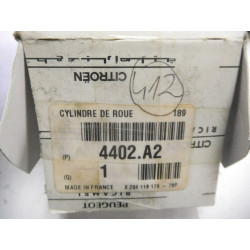 CITROËN
412
CYLINDRE DE ROUE 189
(P) 4402.A2
(Q) 1
MADE IN FRANCE
PEUGEOT